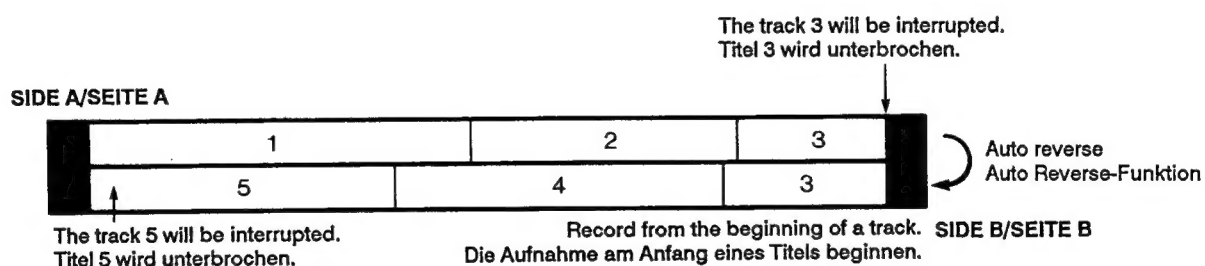 The track 3 will be interrupted.
Titel 3 wird unterbrochen.
SIDE A/SEITE A
1 2 3
Auto reverse
Auto Reverse-Funktion
5 4 3
The track 5 will be interrupted.
Titel 5 wird unterbrochen.
Record from the beginning of a track.
Die Aufnahme am Anfang eines Titels beginnen.
SIDE B/SEITE B